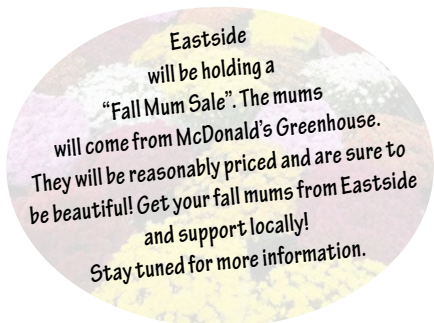 Eastside
will be holding a
“Fall Mum Sale”. The mums
will come from McDonald’s Greenhouse.
They will be reasonably priced and are sure to
be beautiful! Get your fall mums from Eastside
and support locally!
Stay tuned for more information.